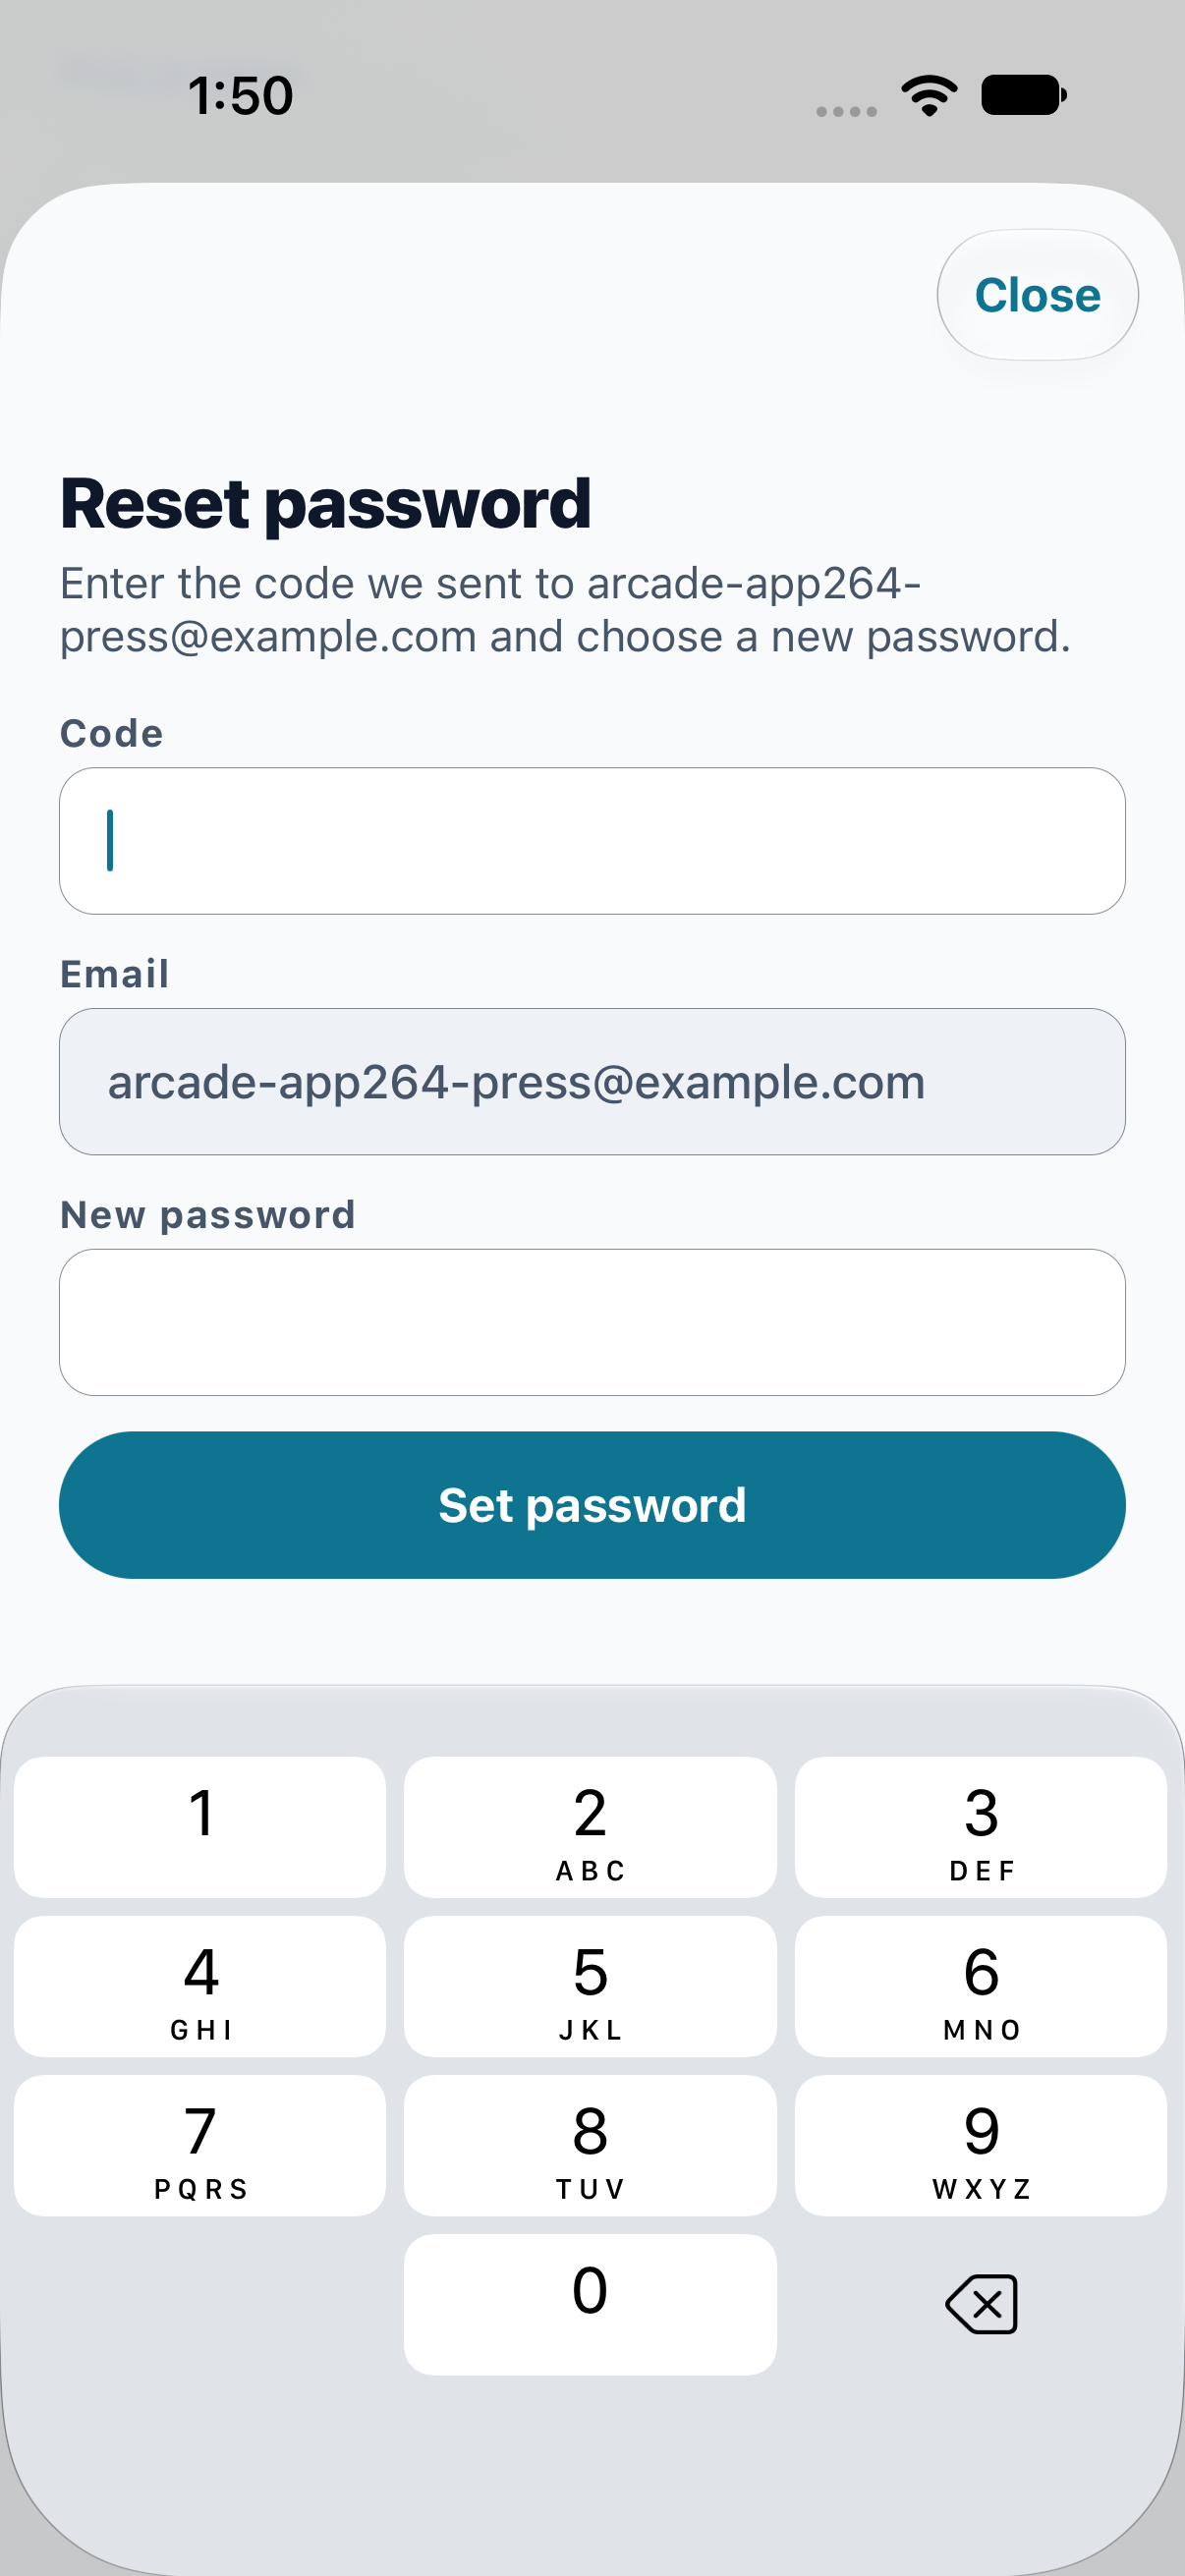 1:50
Close
Reset password
Enter the code we sent to arcade-app264-
press@example.com and choose a new password.
Code
Email
arcade-app264-press@example.com
New password
Set password
1
2
ABC
3
DEF
4
GHI
5
JKL
6
MNO
7
PQRS
8
TUV
9
WXYZ
0